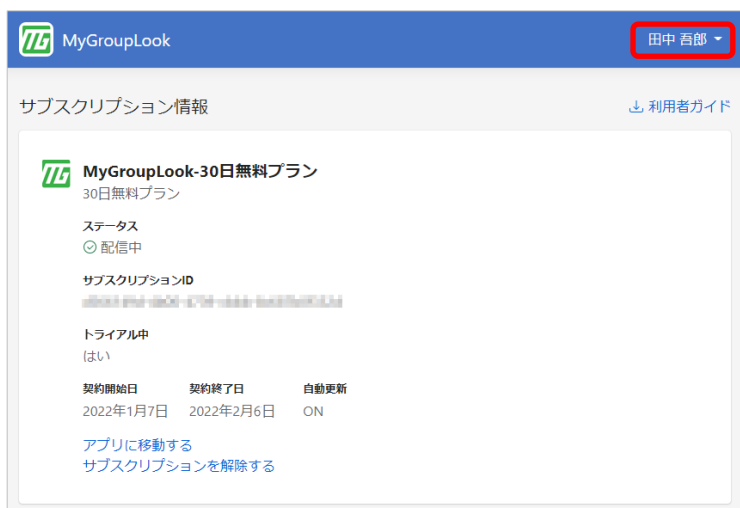 TG MyGroupLook
田中 吾郎
サブスクリプション情報
利用者ガイド
TG MyGroupLook-30日無料プラン
30日無料プラン
ステータス
配信中
サブスクリプションID
トライアル中
はい
契約開始日 契約終了日 自動更新
2022年1月7日 2022年2月6日 ON
アプリに移動する
サブスクリプションを解除する